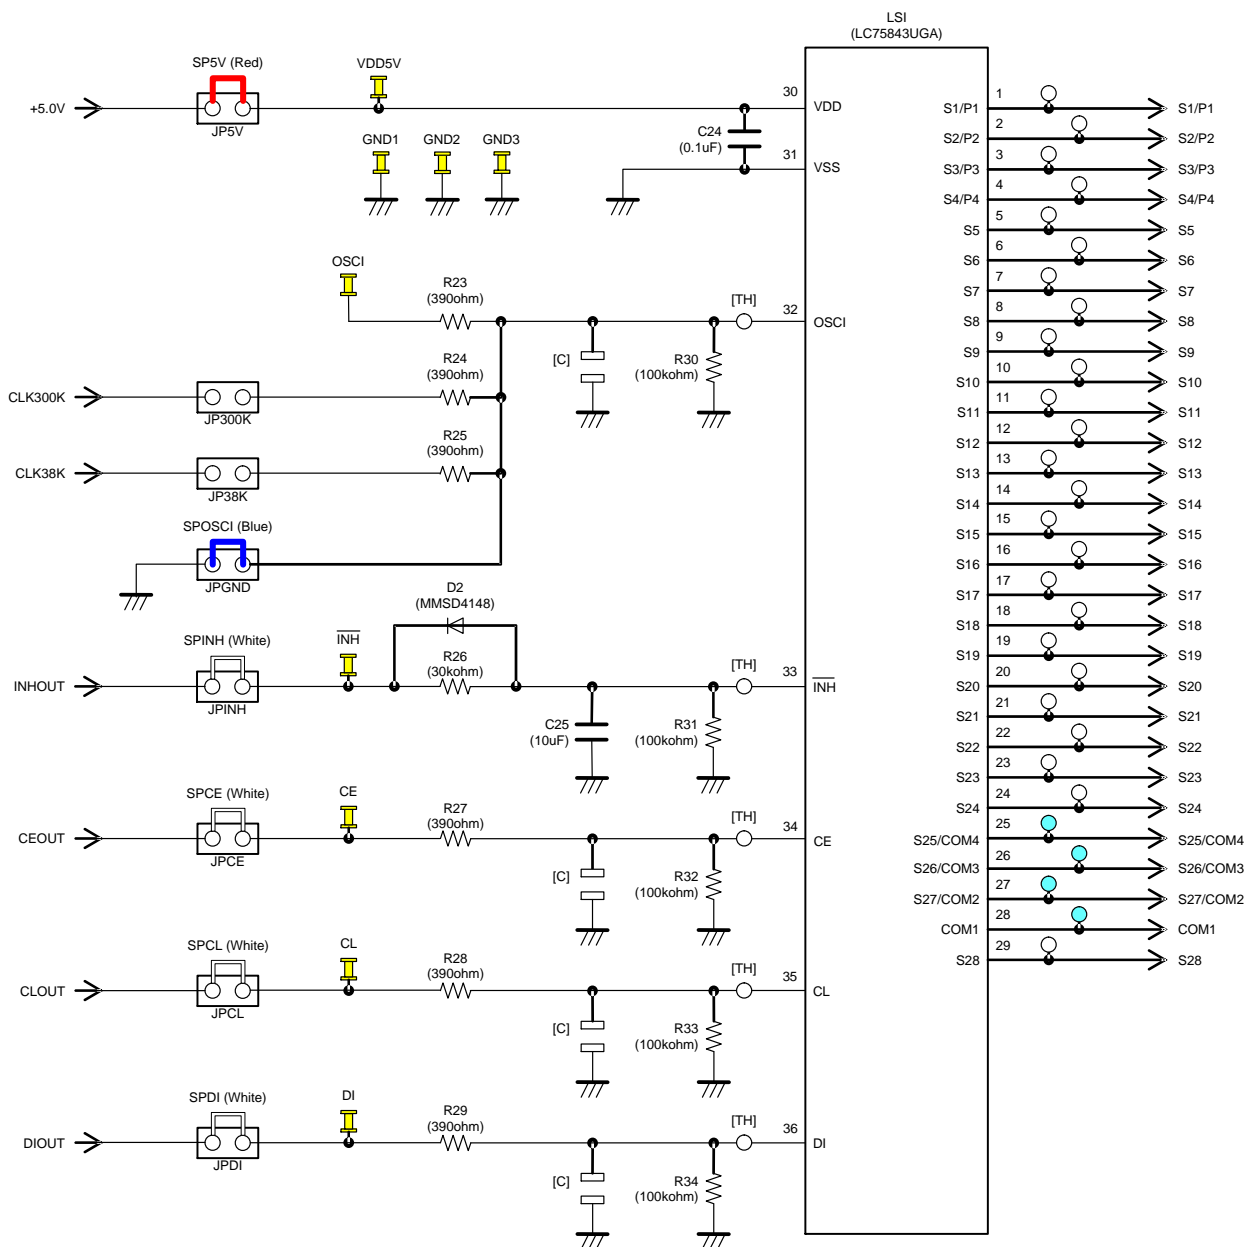 LSI
(LC75843UGA)
SP5V (Red)
VDD5V
+5.0V
JP5V
30
VDD
C24
(0.1uF)
GND1
GND2
GND3
31
VSS
OSCI
R23
(390ohm)
[TH]
32
OSCI
[C]
R30
(100kohm)
R24
(390ohm)
CLK300K
JP300K
R25
(390ohm)
CLK38K
JP38K
SPOSCI (Blue)
JPGND
D2
(MMSD4148)
SPINH (White)
INH
R26
(30kohm)
[TH]
33
INH
INHOUT
JPINH
C25
(10uF)
R31
(100kohm)
SPCE (White)
CE
R27
(390ohm)
[TH]
34
CE
CEOUT
JPCE
[C]
R32
(100kohm)
SPCL (White)
CL
R28
(390ohm)
[TH]
35
CL
CLOUT
JPCL
[C]
R33
(100kohm)
SPDI (White)
DI
R29
(390ohm)
[TH]
36
DI
DIOUT
JPDI
[C]
R34
(100kohm)
1
S1/P1 S1/P1
2
S2/P2 S2/P2
3
S3/P3 S3/P3
4
S4/P4 S4/P4
5
S5 S5
6
S6 S6
7
S7 S7
8
S8 S8
9
S9 S9
10
S10 S10
11
S11 S11
12
S12 S12
13
S13 S13
14
S14 S14
15
S15 S15
16
S16 S16
17
S17 S17
18
S18 S18
19
S19 S19
20
S20 S20
21
S21 S21
22
S22 S22
23
S23 S23
24
S24 S24
25
S25/COM4 S25/COM4
26
S26/COM3 S26/COM3
27
S27/COM2 S27/COM2
28
COM1 COM1
29
S28 S28